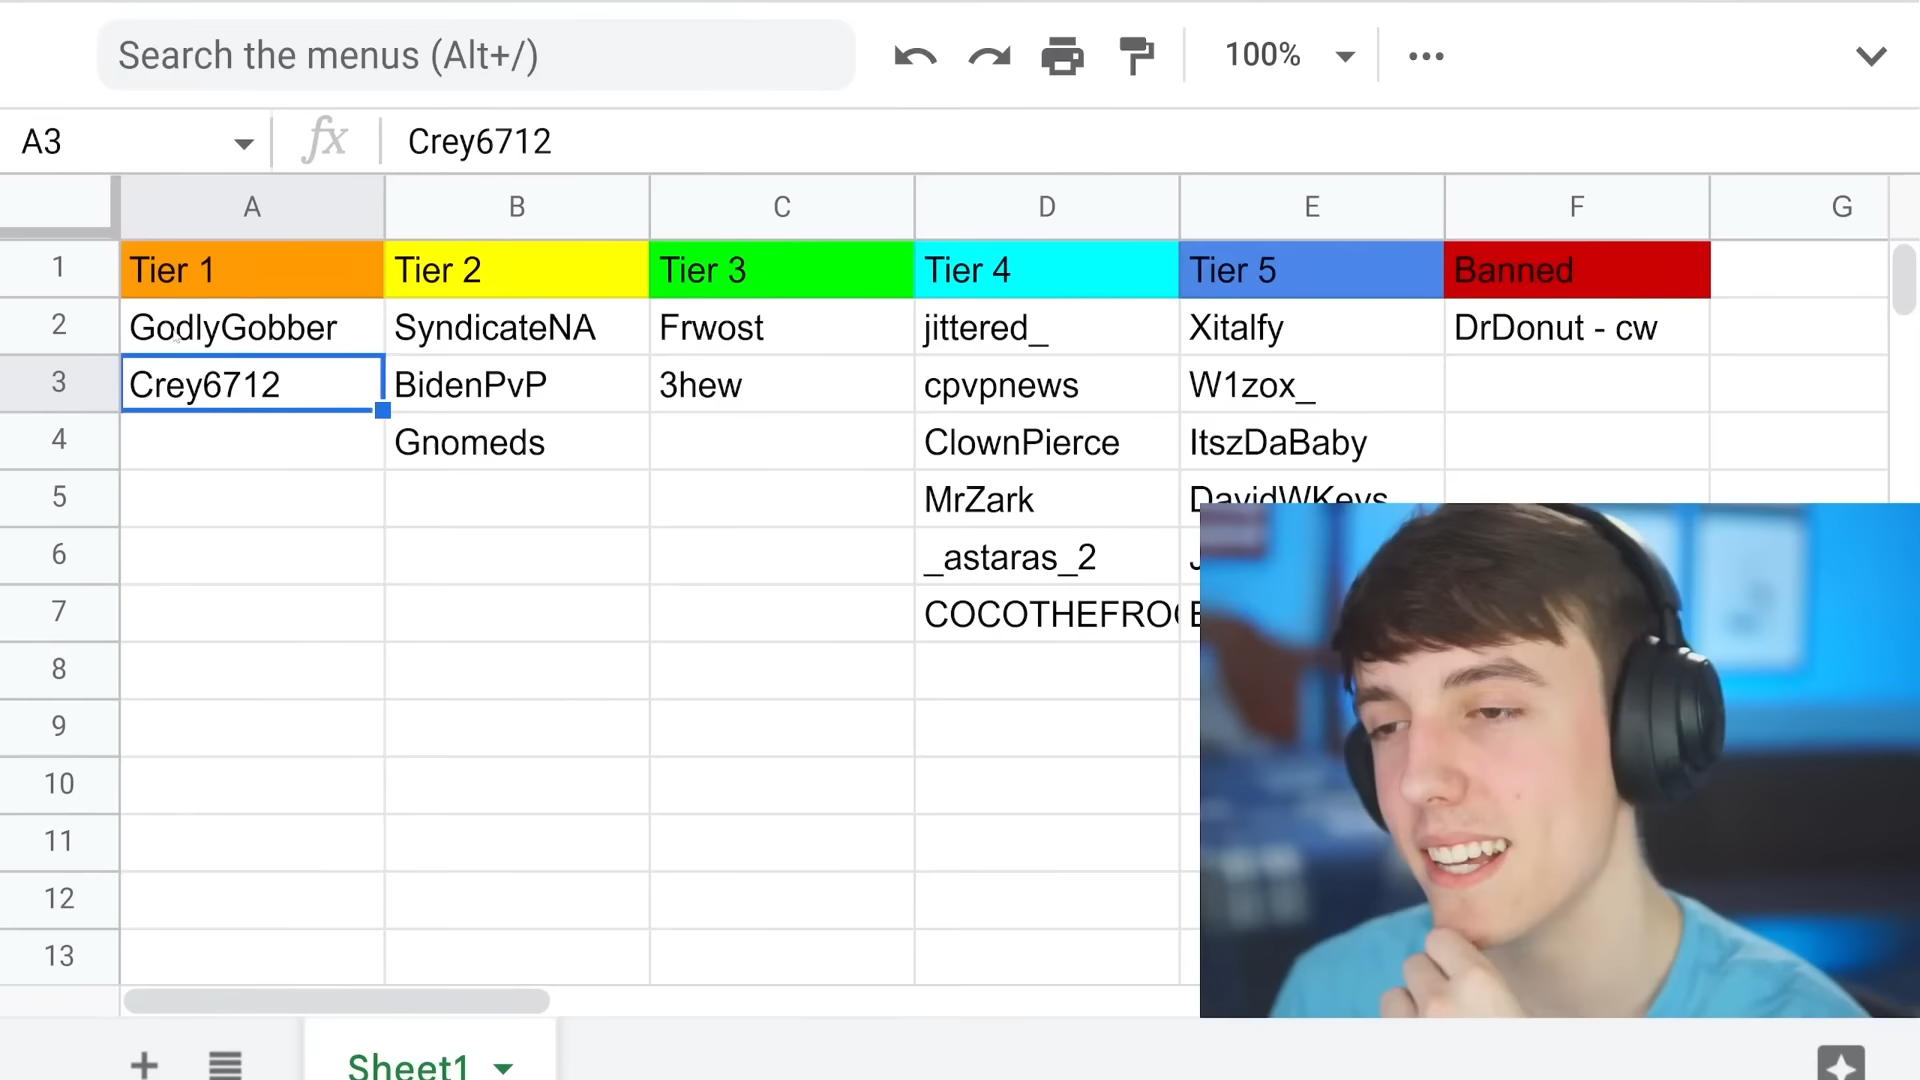 Search the menus (Alt+/)
100%
A3
fx
Crey6712
A B C D E F G
1 Tier 1 Tier 2 Tier 3 Tier 4 Tier 5 Banned
2 GodlyGobber SyndicateNA Frwost jittered_ Xitalfy DrDonut - cw
3 Crey6712 BidenPvP 3hew cpvpnews W1zox_
4 Gnomeds ClownPierce ItszDaBaby
5 MrZark DavidWKeys
6 _astaras_2
7 COCOTHEFRO
8
9
10
11
12
13
Sheet1